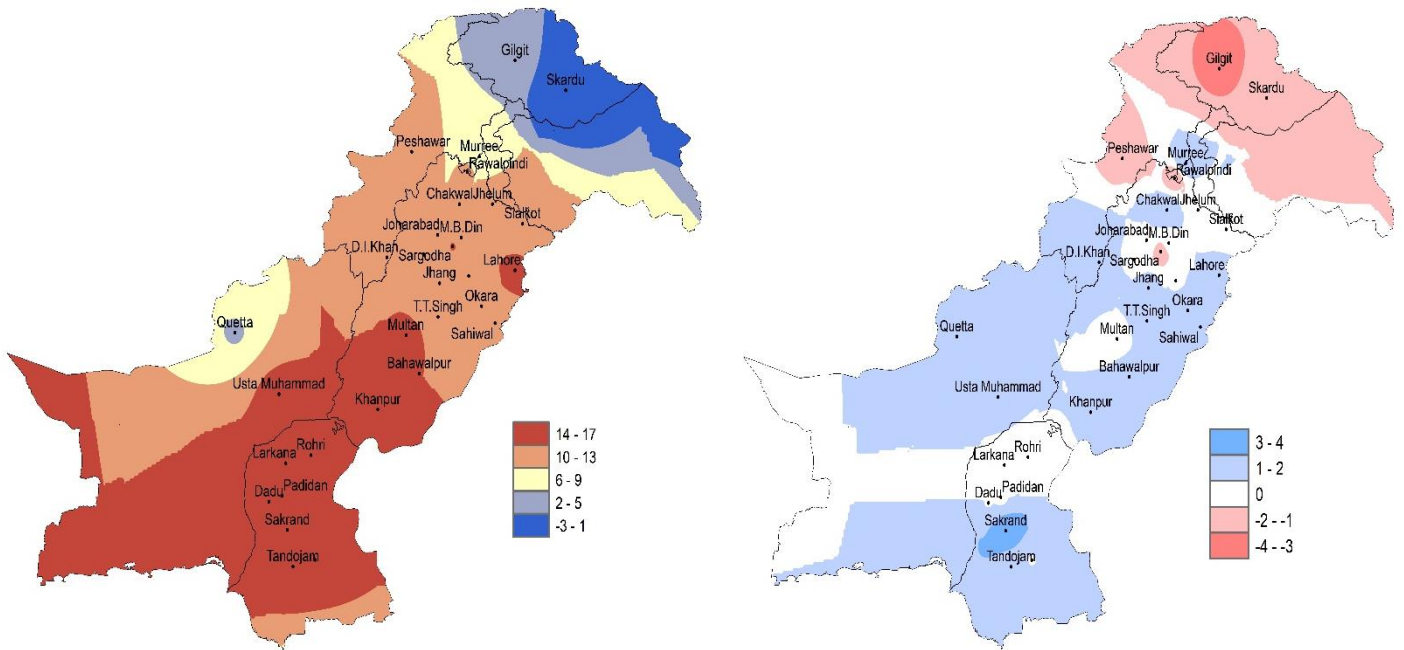 Gilgit
Skardu
Peshawar
Murree
Rawalpindi
Chakwal
Jhelum
Sialkot
Joharabad
M.B.Din
D.I.Khan
Sargodha
Lahore
Jhang
Okara
T.T.Singh
Quetta
Multan
Sahiwal
Bahawalpur
Usta Muhammad
Khanpur
Rohri
Larkana
Dadu
Padidan
Sakrand
Tandojam
14 - 17
10 - 13
6 - 9
2 - 5
-3 - 1
Gilgit
Skardu
Peshawar
Murree
Rawalpindi
Chakwal
Jhelum
Sialkot
Joharabad
M.B.Din
D.I.Khan
Sargodha
Lahore
Jhang
Okara
T.T.Singh
Quetta
Multan
Sahiwal
Bahawalpur
Usta Muhammad
Khanpur
Rohri
Larkana
Dadu
Padidan
Sakrand
Tandojam
3 - 4
1 - 2
0
-2 - -1
-4 - -3